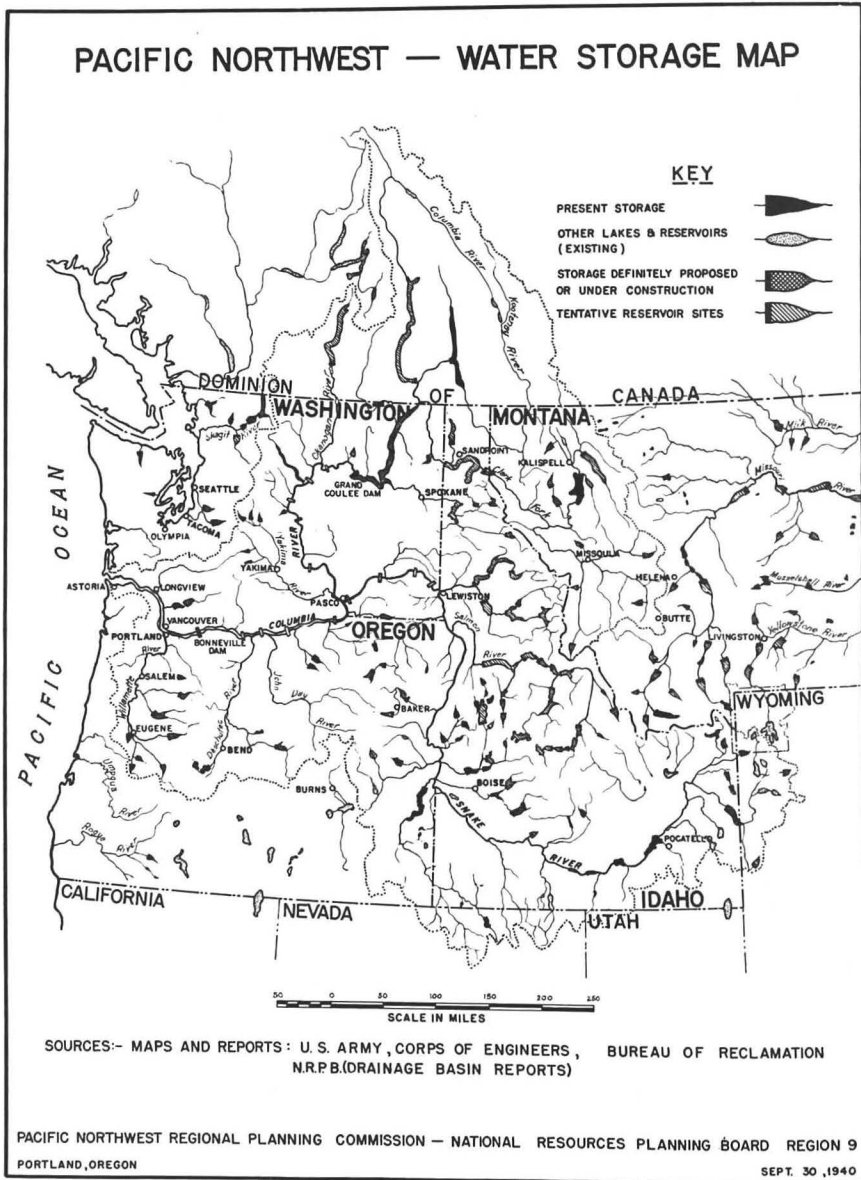 PACIFIC NORTHWEST — WATER STORAGE MAP
KEY
PRESENT STORAGE
OTHER LAKES & RESERVOIRS
(EXISTING)
STORAGE DEFINITELY PROPOSED
OR UNDER CONSTRUCTION
TENTATIVE RESERVOIR SITES
Columbia River
Kootenay River
DOMINION OF CANADA
WASHINGTON
MONTANA
Skagit River
Okanogan River
SANDPOINT
KALISPELL
Clark Fork
Milk River
Missouri River
SEATTLE
GRAND
COULEE DAM
SPOKANE
TACOMA
OLYMPIA
RIVER
Yakima River
YAKIMA
MISSOULA
HELENA
Musselshell River
ASTORIA
LONGVIEW
PASCO
LEWISTON
VANCOUVER
COLUMBIA
Salmon River
BUTTE
PORTLAND
BONNEVILLE
DAM
OREGON
LIVINGSTON
Yellowstone River
PACIFIC OCEAN
Willamette River
SALEM
Deschutes River
John Day River
BAKER
WYOMING
EUGENE
BEND
Umpqua River
BURNS
BOISE
SNAKE RIVER
Rogue River
POCATELLO
CALIFORNIA
NEVADA
UTAH
IDAHO
50 0 50 100 150 200 250
SCALE IN MILES
SOURCES:- MAPS AND REPORTS: U.S. ARMY, CORPS OF ENGINEERS, BUREAU OF RECLAMATION
N.R.P.B.(DRAINAGE BASIN REPORTS)
PACIFIC NORTHWEST REGIONAL PLANNING COMMISSION — NATIONAL RESOURCES PLANNING BOARD REGION 9
PORTLAND, OREGON
SEPT. 30, 1940